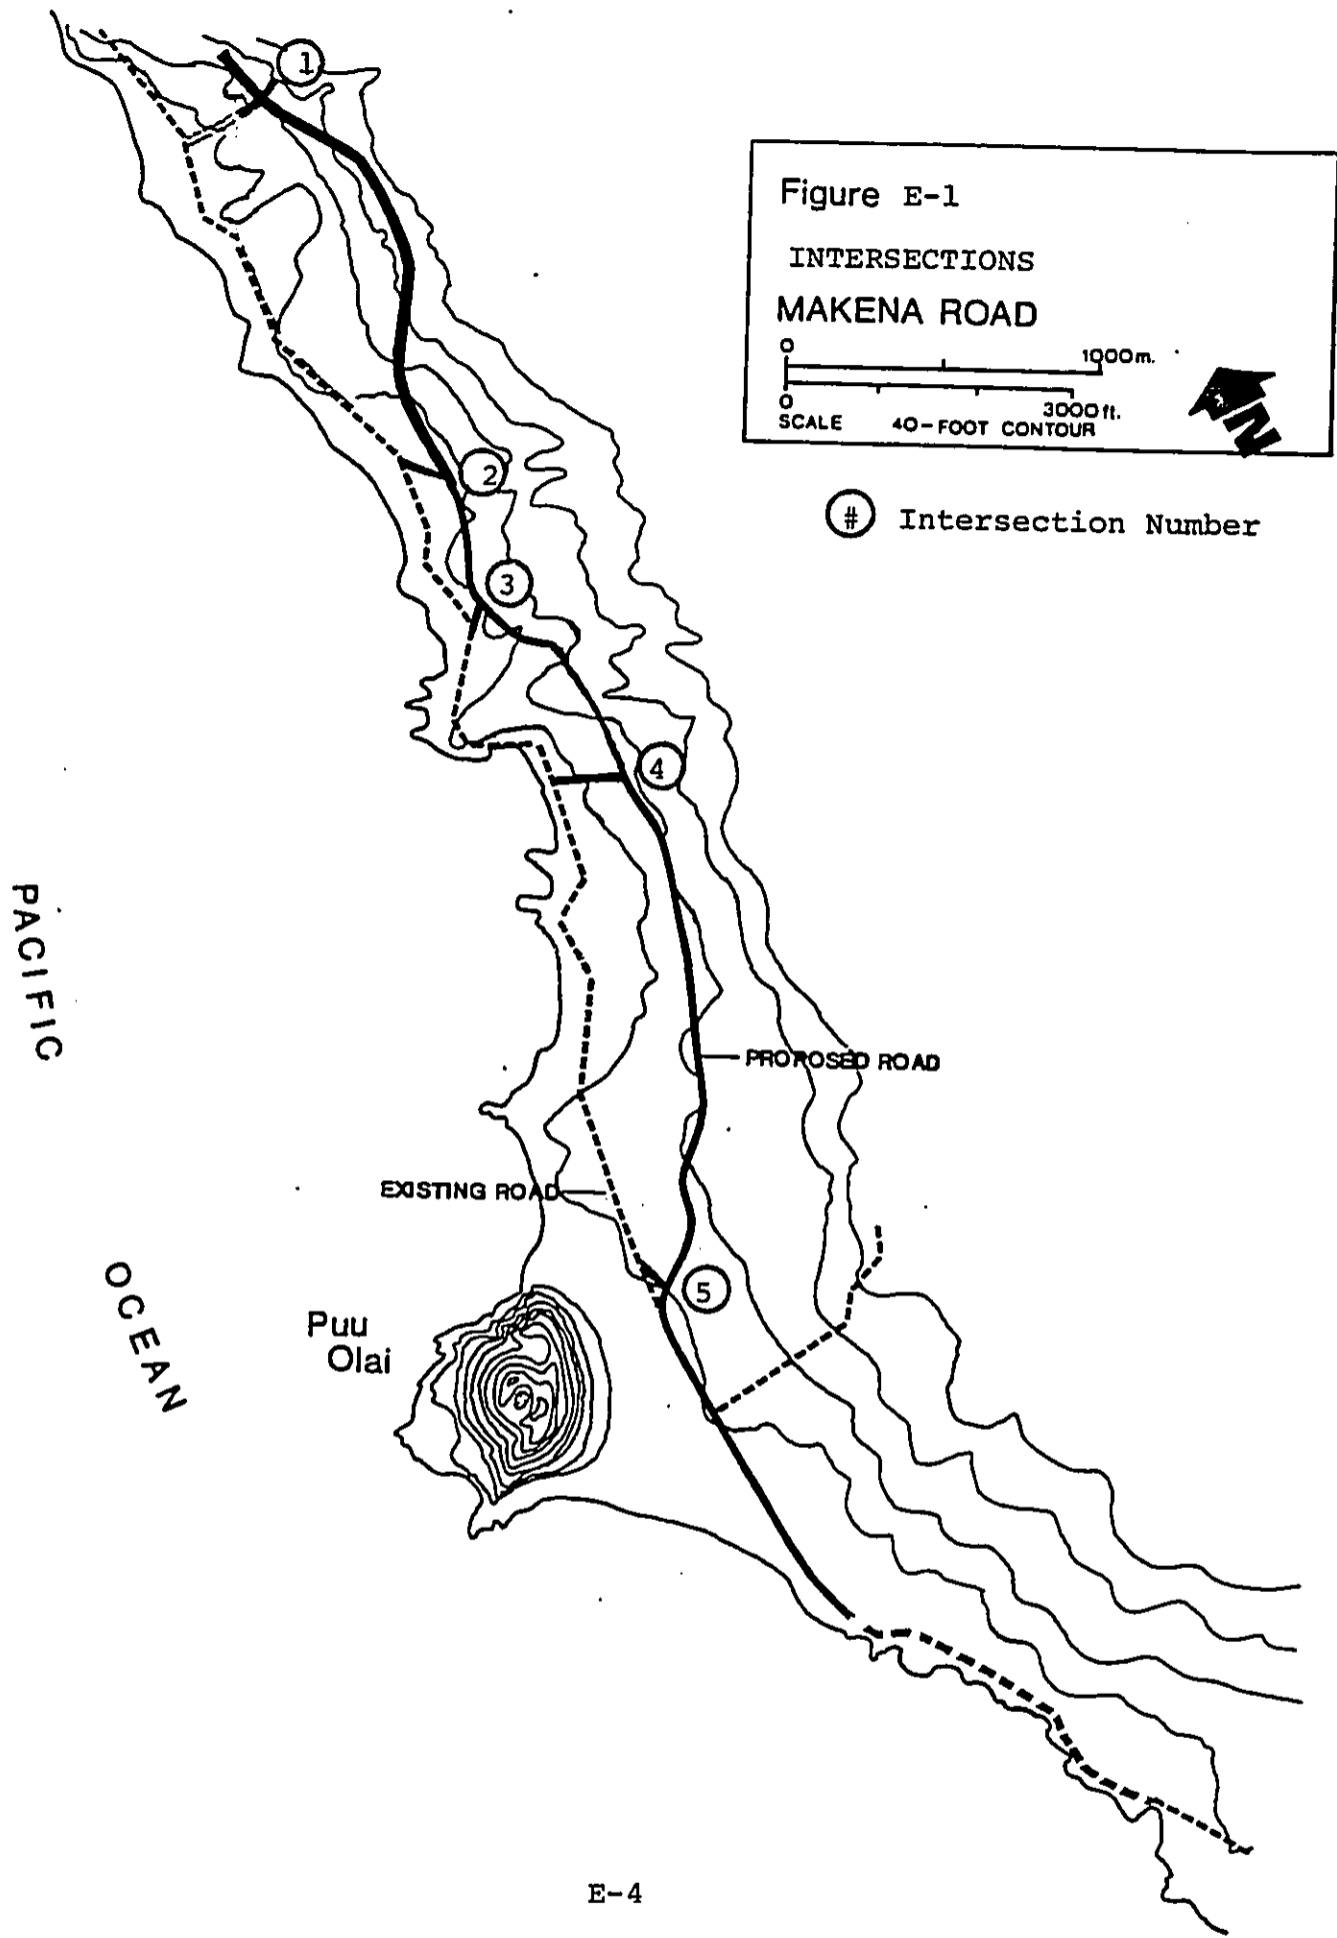 1
Figure E-1
INTERSECTIONS
MAKENA ROAD
0 1000m.
0 3000ft.
SCALE 40-FOOT CONTOUR
N
2
# Intersection Number
3
4
PACIFIC
PROPOSED ROAD
EXISTING ROAD
OCEAN
5
Puu
Olai
E-4